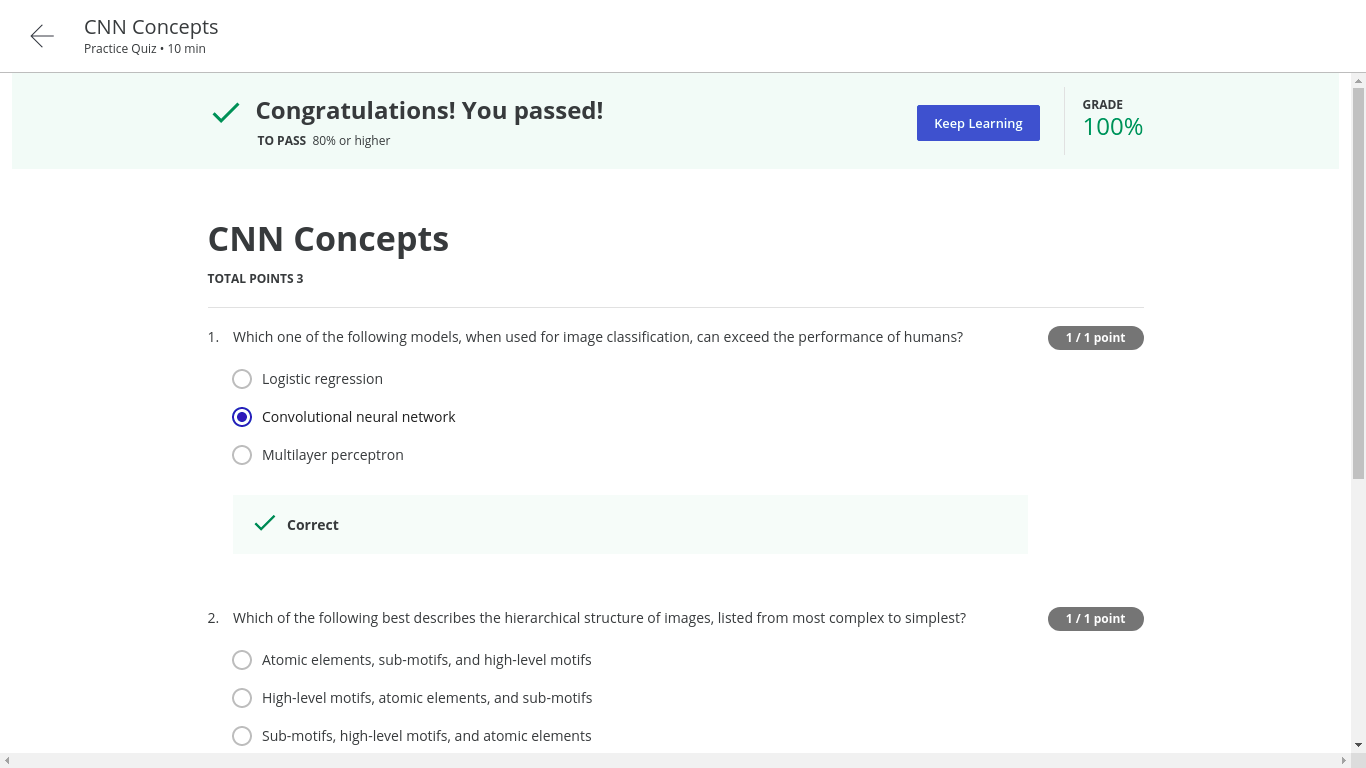 CNN Concepts
Practice Quiz • 10 min
Congratulations! You passed!
TO PASS 80% or higher
Keep Learning
GRADE
100%
CNN Concepts
TOTAL POINTS 3
1. Which one of the following models, when used for image classification, can exceed the performance of humans?
1 / 1 point
Logistic regression
Convolutional neural network
Multilayer perceptron
Correct
2. Which of the following best describes the hierarchical structure of images, listed from most complex to simplest?
1 / 1 point
Atomic elements, sub-motifs, and high-level motifs
High-level motifs, atomic elements, and sub-motifs
Sub-motifs, high-level motifs, and atomic elements